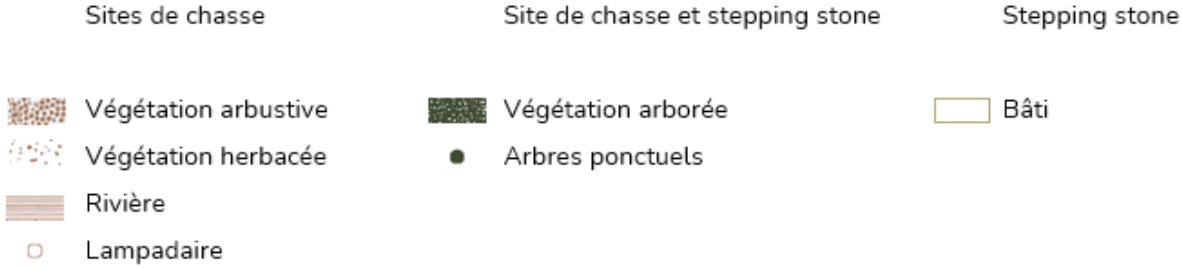 Sites de chasse
Site de chasse et stepping stone
Stepping stone
Végétation arbustive
Végétation arborée
Bâti
Végétation herbacée
Arbres ponctuels
Rivière
Lampadaire